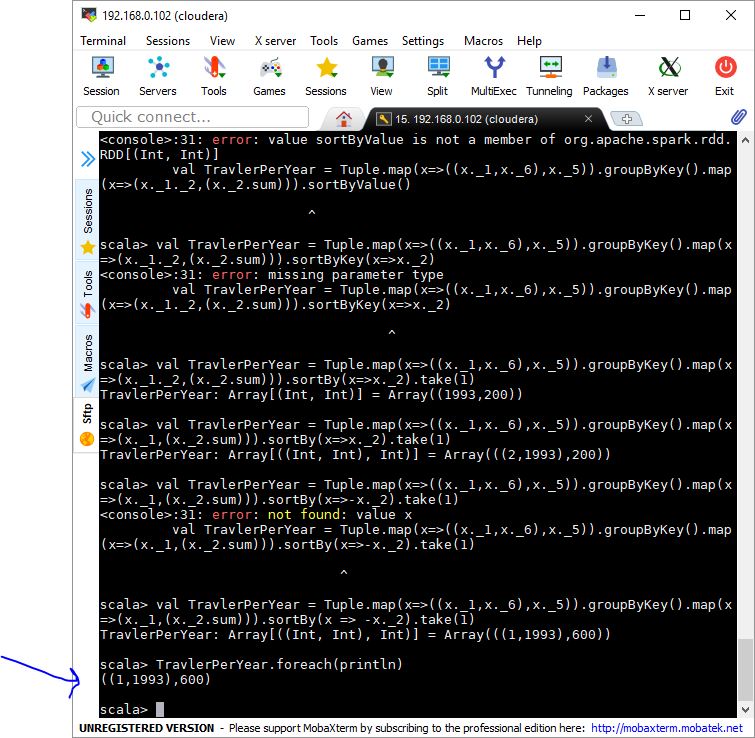 192.168.0.102 (cloudera)
Terminal Sessions View X server Tools Games Settings Macros Help
Session Servers Tools Games Sessions View Split MultiExec Tunneling Packages X server Exit
Quick connect...
15. 192.168.0.102 (cloudera)
Sessions
Tools
Macros
Sftp
<console>:31: error: value sortByValue is not a member of org.apache.spark.rdd.
RDD[(Int, Int)]
val TravlerPerYear = Tuple.map(x=>((x._1,x._6),x._5)).groupByKey().map
(x=>(x._1._2,(x._2.sum))).sortByValue()
^
scala> val TravlerPerYear = Tuple.map(x=>((x._1,x._6),x._5)).groupByKey().map(x
=>(x._1._2,(x._2.sum))).sortByKey(x=>x._2)
<console>:31: error: missing parameter type
val TravlerPerYear = Tuple.map(x=>((x._1,x._6),x._5)).groupByKey().map
(x=>(x._1._2,(x._2.sum))).sortByKey(x=>x._2)
^
scala> val TravlerPerYear = Tuple.map(x=>((x._1,x._6),x._5)).groupByKey().map(x
=>(x._1._2,(x._2.sum))).sortBy(x=>x._2).take(1)
TravlerPerYear: Array[(Int, Int)] = Array((1993,200))
scala> val TravlerPerYear = Tuple.map(x=>((x._1,x._6),x._5)).groupByKey().map(x
=>(x._1,(x._2.sum))).sortBy(x=>x._2).take(1)
TravlerPerYear: Array[((Int, Int), Int)] = Array(((2,1993),200))
scala> val TravlerPerYear = Tuple.map(x=>((x._1,x._6),x._5)).groupByKey().map(x
=>(x._1,(x._2.sum))).sortBy(x=>-x._2).take(1)
<console>:31: error: not found: value x
val TravlerPerYear = Tuple.map(x=>((x._1,x._6),x._5)).groupByKey().map
(x=>(x._1,(x._2.sum))).sortBy(x=>-x._2).take(1)
^
scala> val TravlerPerYear = Tuple.map(x=>((x._1,x._6),x._5)).groupByKey().map(x
=>(x._1,(x._2.sum))).sortBy(x => -x._2).take(1)
TravlerPerYear: Array[((Int, Int), Int)] = Array(((1,1993),600))
scala> TravlerPerYear.foreach(println)
((1,1993),600)
scala>
UNREGISTERED VERSION - Please support MobaXterm by subscribing to the professional edition here: http://mobaxterm.mobatek.net